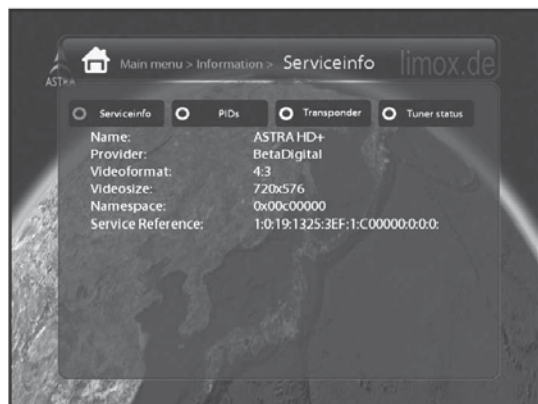 ASTRA
Main menu > Information > Serviceinfo
limox.de
Serviceinfo PIDs Transponder Tuner status
Name: ASTRA HD+
Provider: BetaDigital
Videoformat: 4:3
Videosize: 720x576
Namespace: 0x00c00000
Service Reference: 1:0:19:1325:3EF:1:C00000:0:0:0: